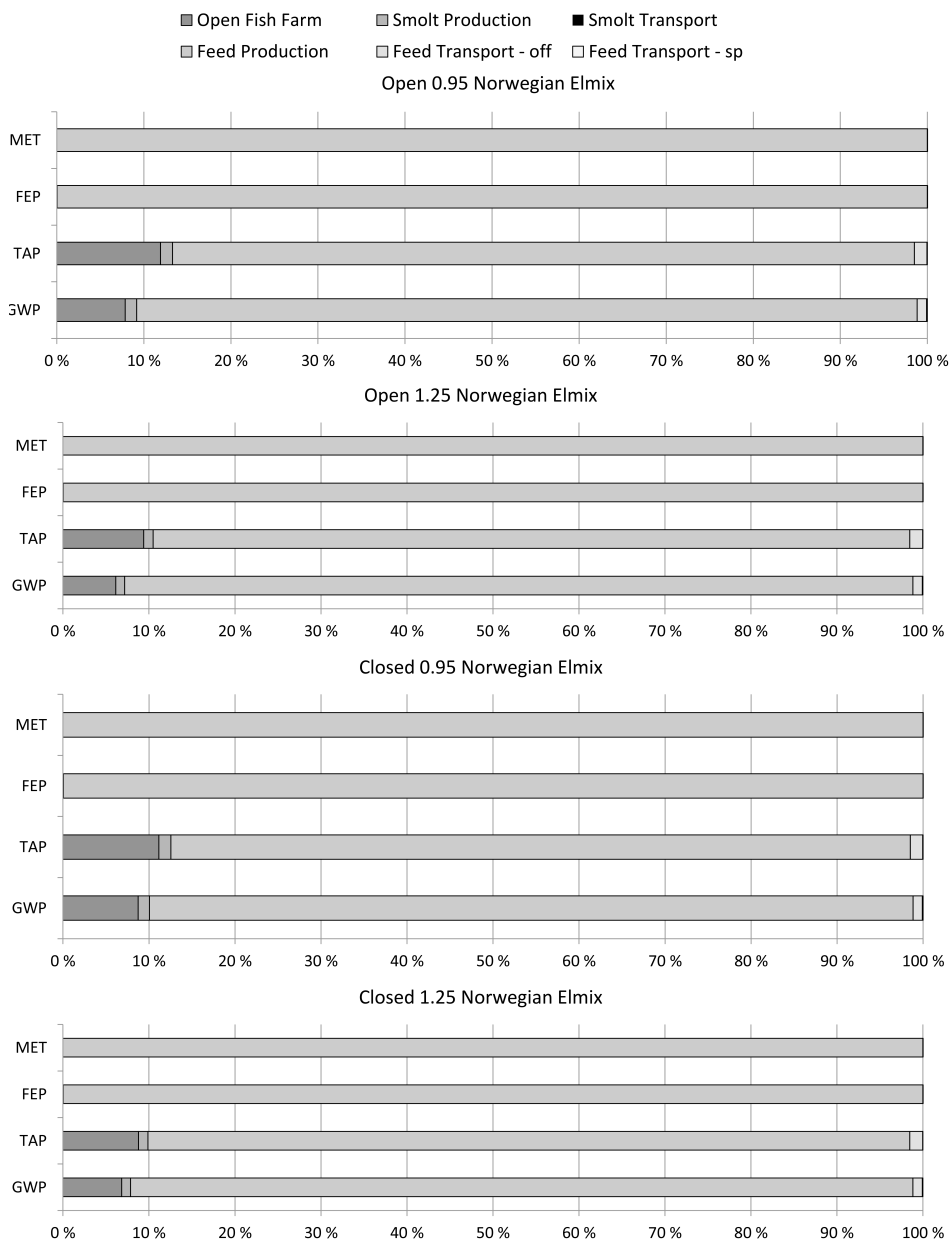 Open Fish Farm Smolt Production Smolt Transport
Feed Production Feed Transport - off Feed Transport - sp
Open 0.95 Norwegian Elmix
MET
FEP
TAP
GWP
0 % 10 % 20 % 30 % 40 % 50 % 60 % 70 % 80 % 90 % 100 %
Open 1.25 Norwegian Elmix
MET
FEP
TAP
GWP
0 % 10 % 20 % 30 % 40 % 50 % 60 % 70 % 80 % 90 % 100 %
Closed 0.95 Norwegian Elmix
MET
FEP
TAP
GWP
0 % 10 % 20 % 30 % 40 % 50 % 60 % 70 % 80 % 90 % 100 %
Closed 1.25 Norwegian Elmix
MET
FEP
TAP
GWP
0 % 10 % 20 % 30 % 40 % 50 % 60 % 70 % 80 % 90 % 100 %